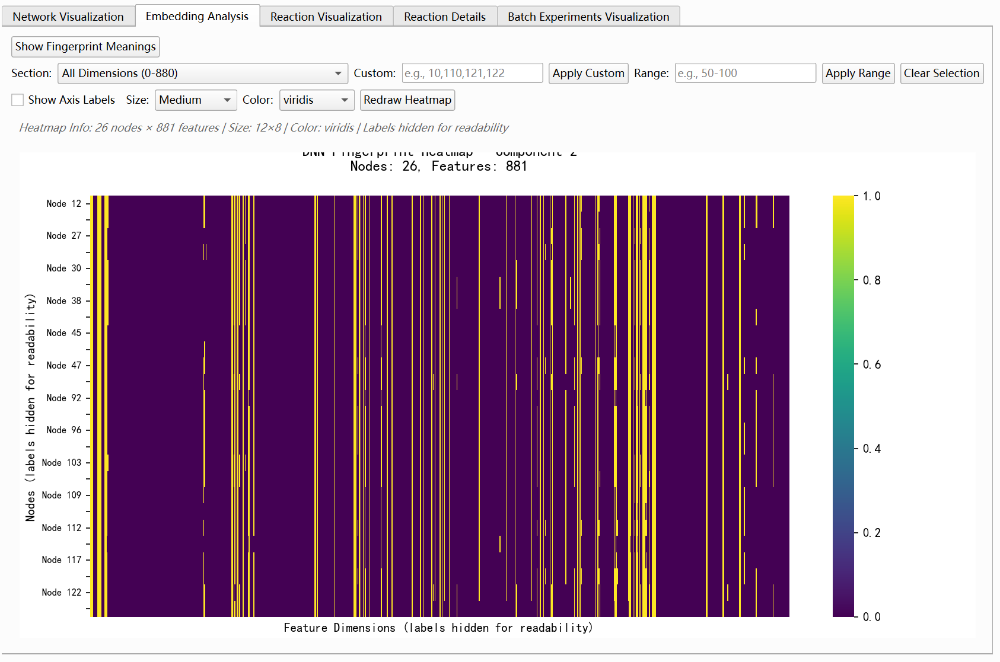 Network Visualization Embedding Analysis Reaction Visualization Reaction Details Batch Experiments Visualization
Show Fingerprint Meanings
Section: All Dimensions (0-880) Custom: e.g., 10,110,121,122 Apply Custom Range: e.g., 50-100 Apply Range Clear Selection
Show Axis Labels Size: Medium Color: viridis Redraw Heatmap
Heatmap Info: 26 nodes × 881 features | Size: 12×8 | Color: viridis | Labels hidden for readability
DNN Fingerprint Heatmap - Component 2
Nodes: 26, Features: 881
Nodes (labels hidden for readability)
Node 12
Node 27
Node 30
Node 38
Node 45
Node 47
Node 92
Node 96
Node 103
Node 109
Node 112
Node 117
Node 122
Feature Dimensions (labels hidden for readability)
1.0
0.8
0.6
0.4
0.2
0.0